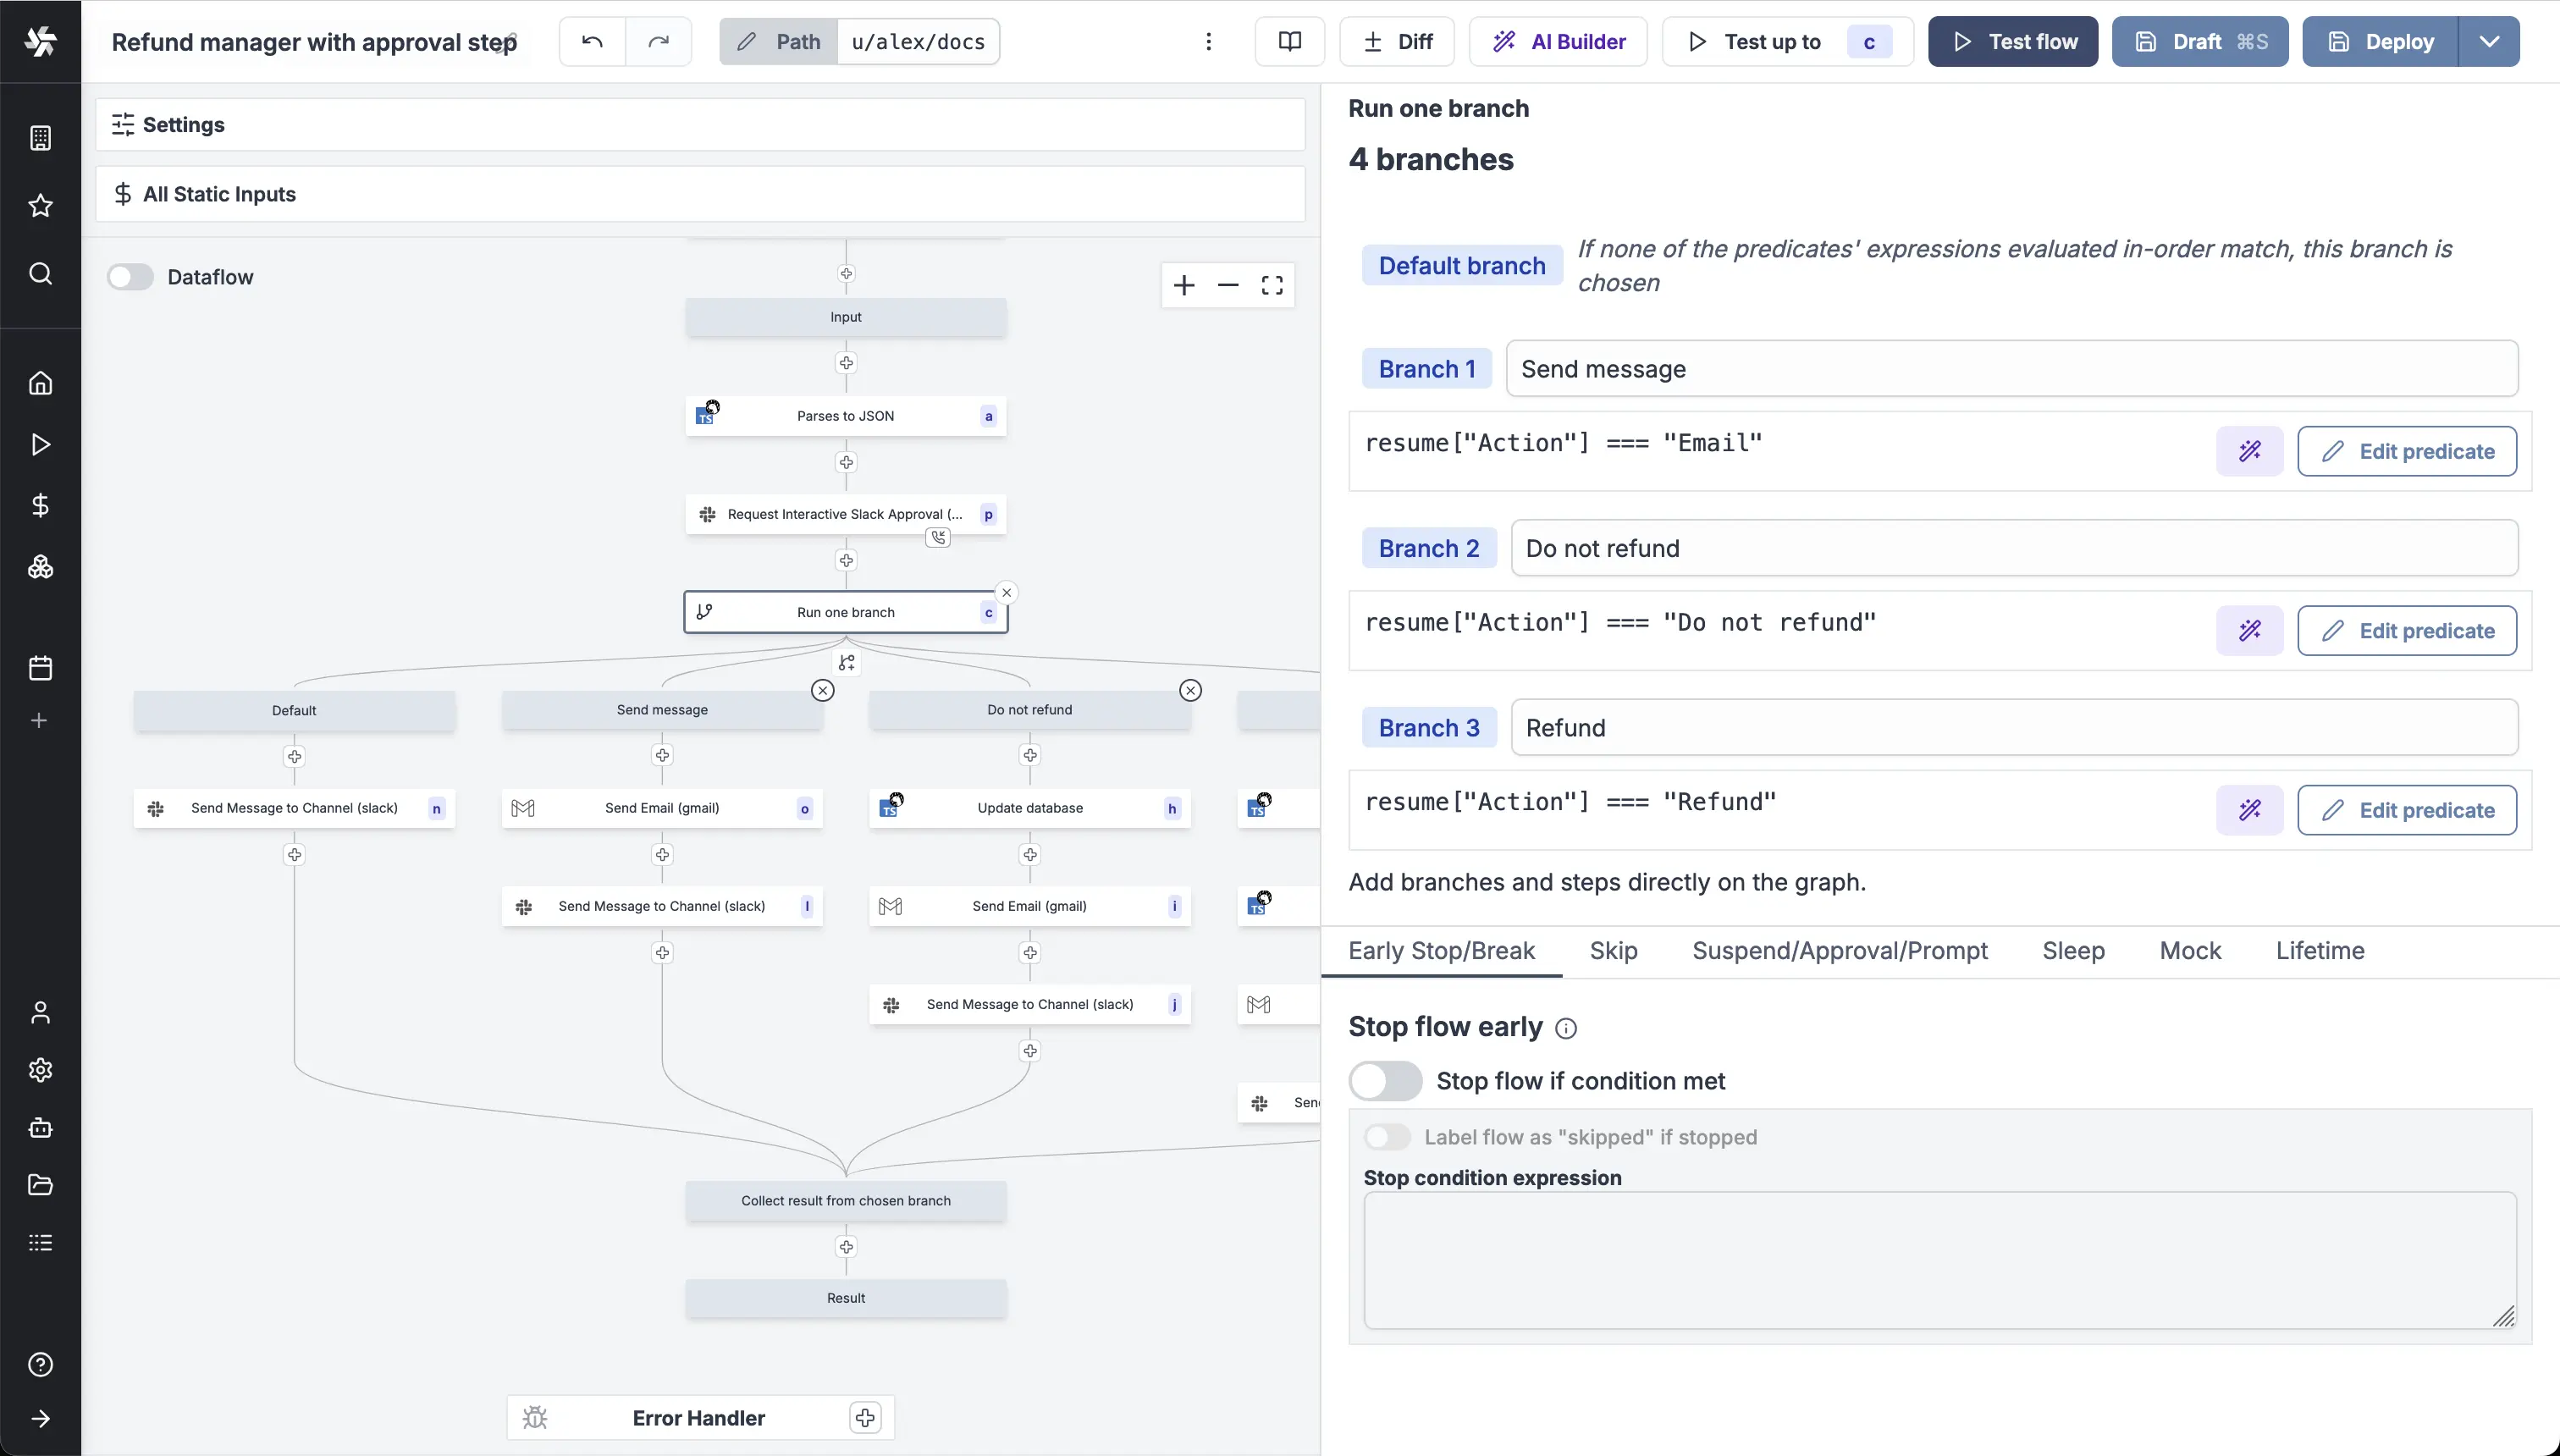 Refund manager with approval step
Path
u/alex/docs
Diff
AI Builder
Test up to
c
Test flow
Draft ⌘S
Deploy
Settings
All Static Inputs
Dataflow
Input
TS
Parses to JSON
a
Request Interactive Slack Approval (...
p
Run one branch
c
Default
Send message
Do not refund
Send Message to Channel (slack)
n
Send Email (gmail)
o
TS
Update database
h
TS
Send Message to Channel (slack)
l
Send Email (gmail)
i
TS
Send Message to Channel (slack)
j
Collect result from chosen branch
Result
Error Handler
Run one branch
4 branches
Default branch
If none of the predicates' expressions evaluated in-order match, this branch is
chosen
Branch 1
Send message
resume["Action"] === "Email"
Edit predicate
Branch 2
Do not refund
resume["Action"] === "Do not refund"
Edit predicate
Branch 3
Refund
resume["Action"] === "Refund"
Edit predicate
Add branches and steps directly on the graph.
Early Stop/Break
Skip
Suspend/Approval/Prompt
Sleep
Mock
Lifetime
Stop flow early
Stop flow if condition met
Label flow as "skipped" if stopped
Stop condition expression